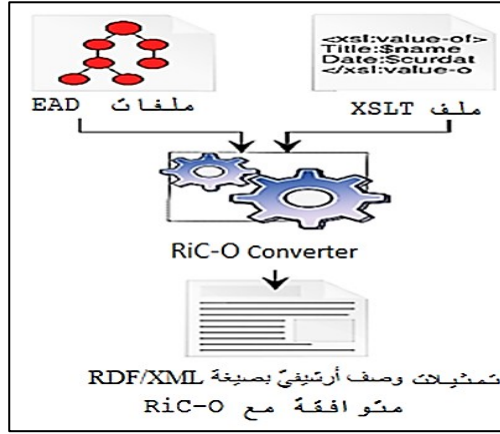 <xsl:value-of>
Title:$name
Date:$curdat
</xsl:value-o
ملفات EAD
ملف XSLT
RiC-O Converter
تمثيلات وصف أرشيفيّ بصيغة RDF/XML
متوافقة مع RiC-O